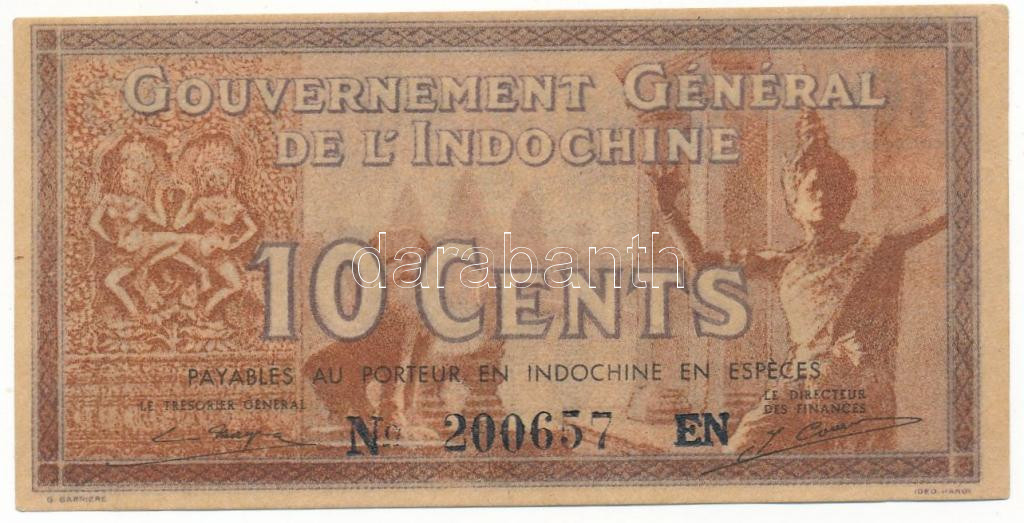 GOUVERNEMENT GÉNÉRAL
DE L'INDOCHINE
darabanth
10 CENTS
PAYABLES AU PORTEUR EN INDOCHINE EN ESPÈCES
LE TRÉSORIER GÉNÉRAL
LE DIRECTEUR
DES FINANCES
No 200657 EN
G. BARRIÈRE
IDEO. HANOI